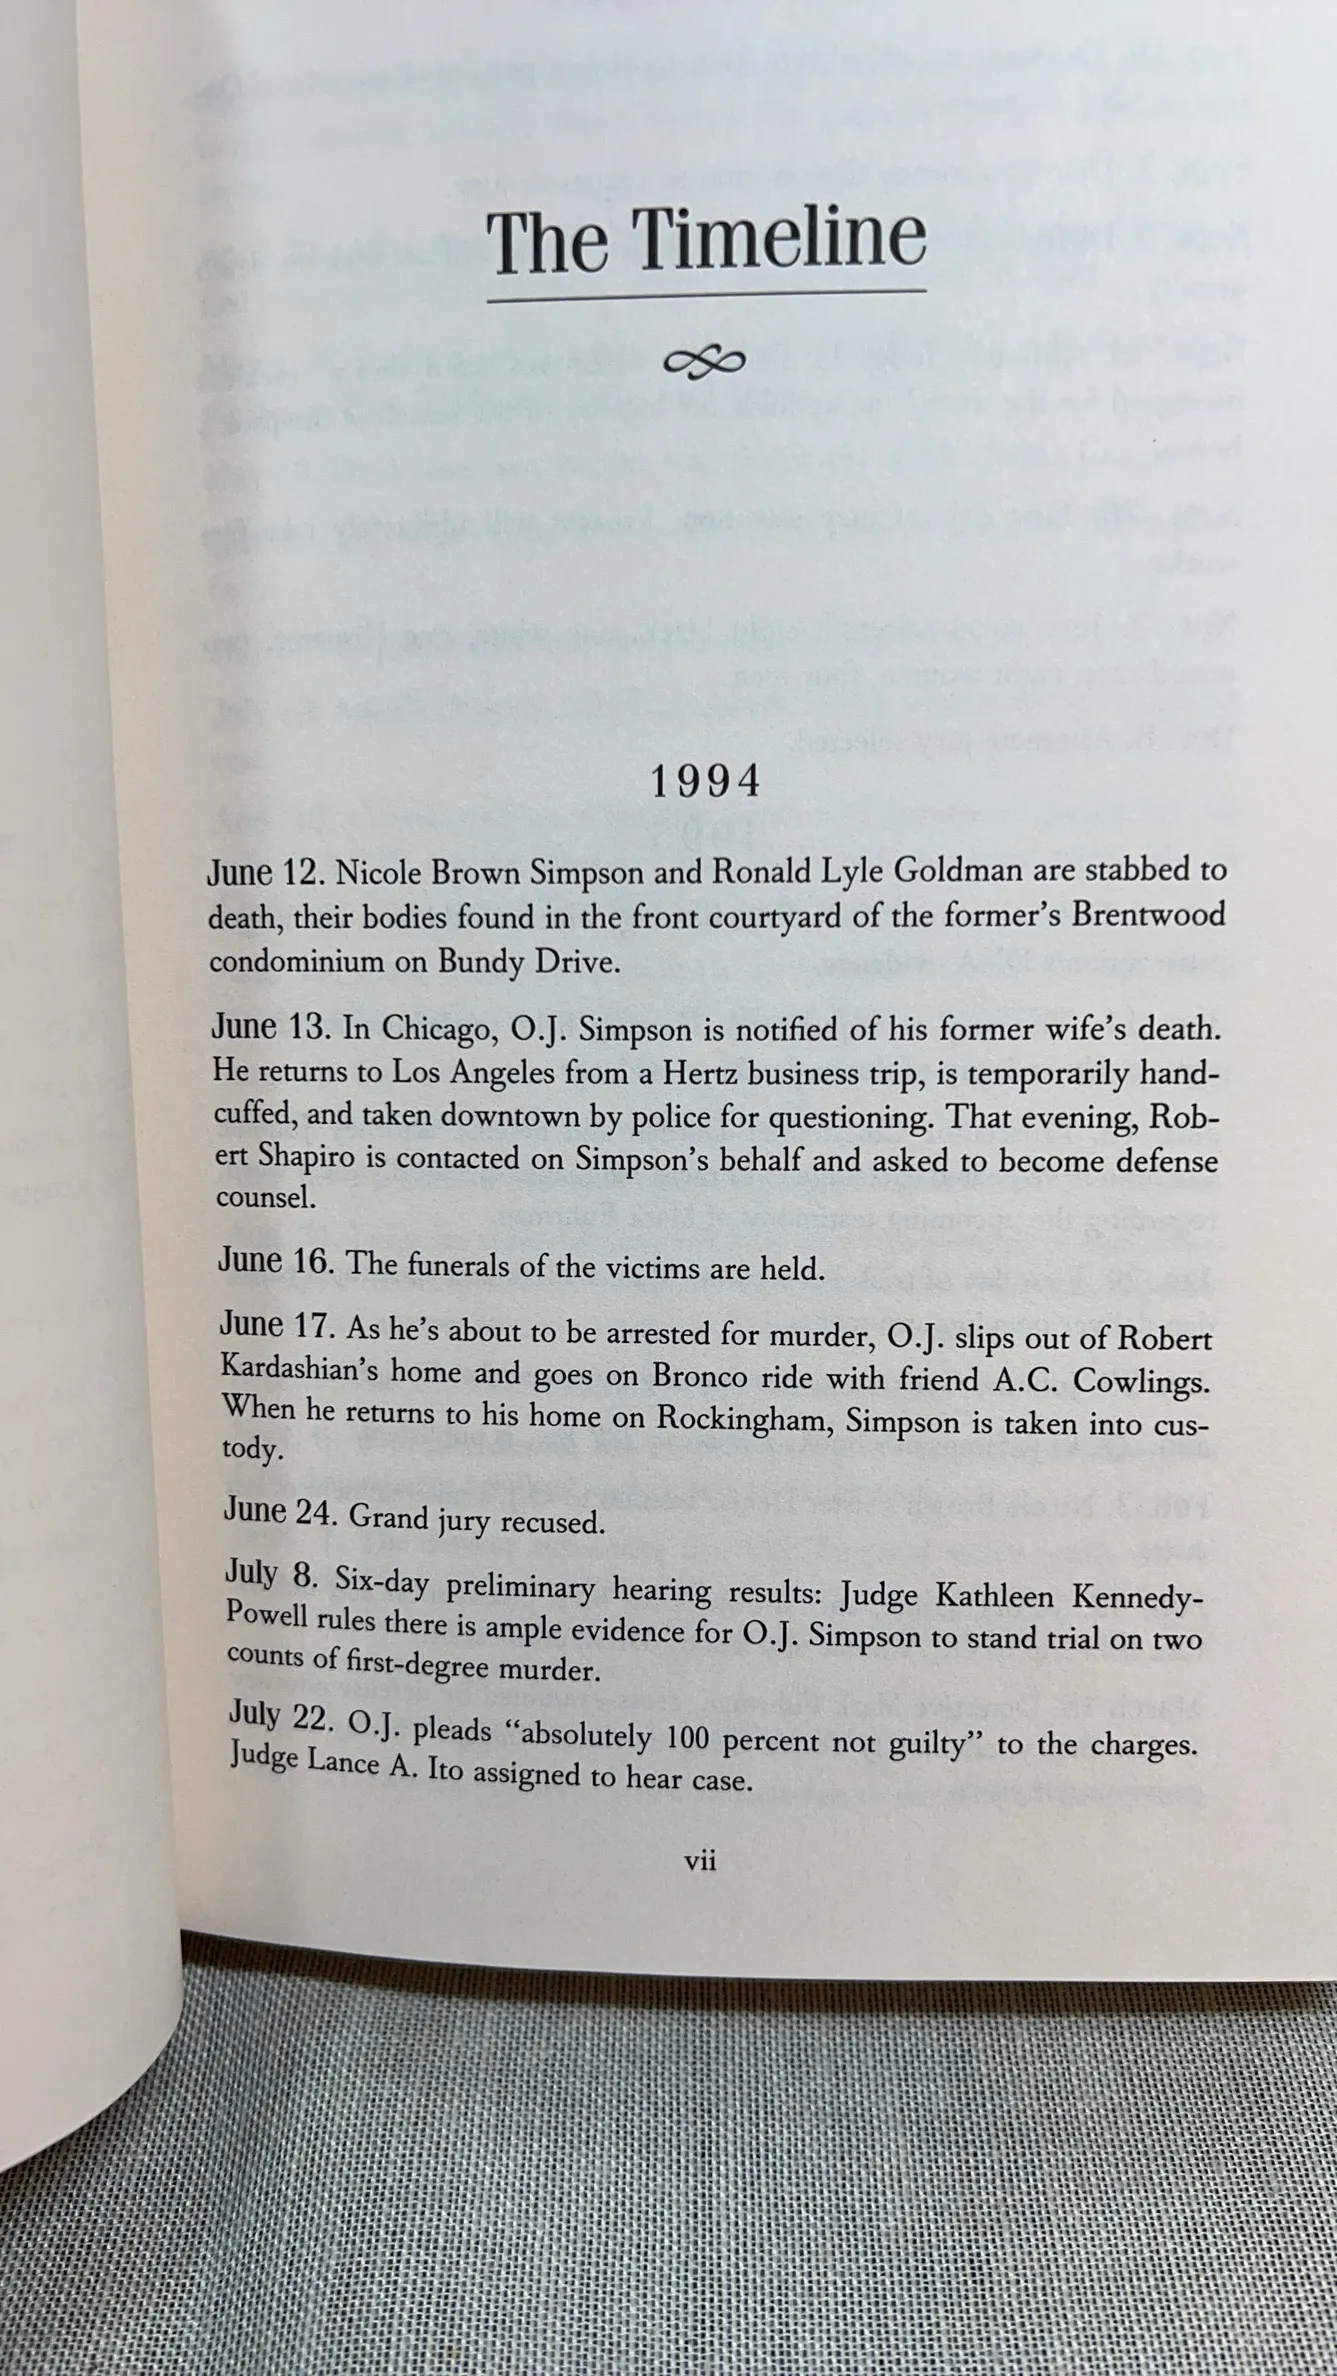 The Timeline
1994
June 12. Nicole Brown Simpson and Ronald Lyle Goldman are stabbed to
death, their bodies found in the front courtyard of the former's Brentwood
condominium on Bundy Drive.
June 13. In Chicago, O.J. Simpson is notified of his former wife's death.
He returns to Los Angeles from a Hertz business trip, is temporarily hand-
cuffed, and taken downtown by police for questioning. That evening, Rob-
ert Shapiro is contacted on Simpson's behalf and asked to become defense
counsel.
June 16. The funerals of the victims are held.
June 17. As he's about to be arrested for murder, O.J. slips out of Robert
Kardashian's home and goes on Bronco ride with friend A.C. Cowlings.
When he returns to his home on Rockingham, Simpson is taken into cus-
tody.
June 24. Grand jury recused.
July 8. Six-day preliminary hearing results: Judge Kathleen Kennedy-
Powell rules there is ample evidence for O.J. Simpson to stand trial on two
counts of first-degree murder.
July 22. O.J. pleads “absolutely 100 percent not guilty” to the charges.
Judge Lance A. Ito assigned to hear case.
vii